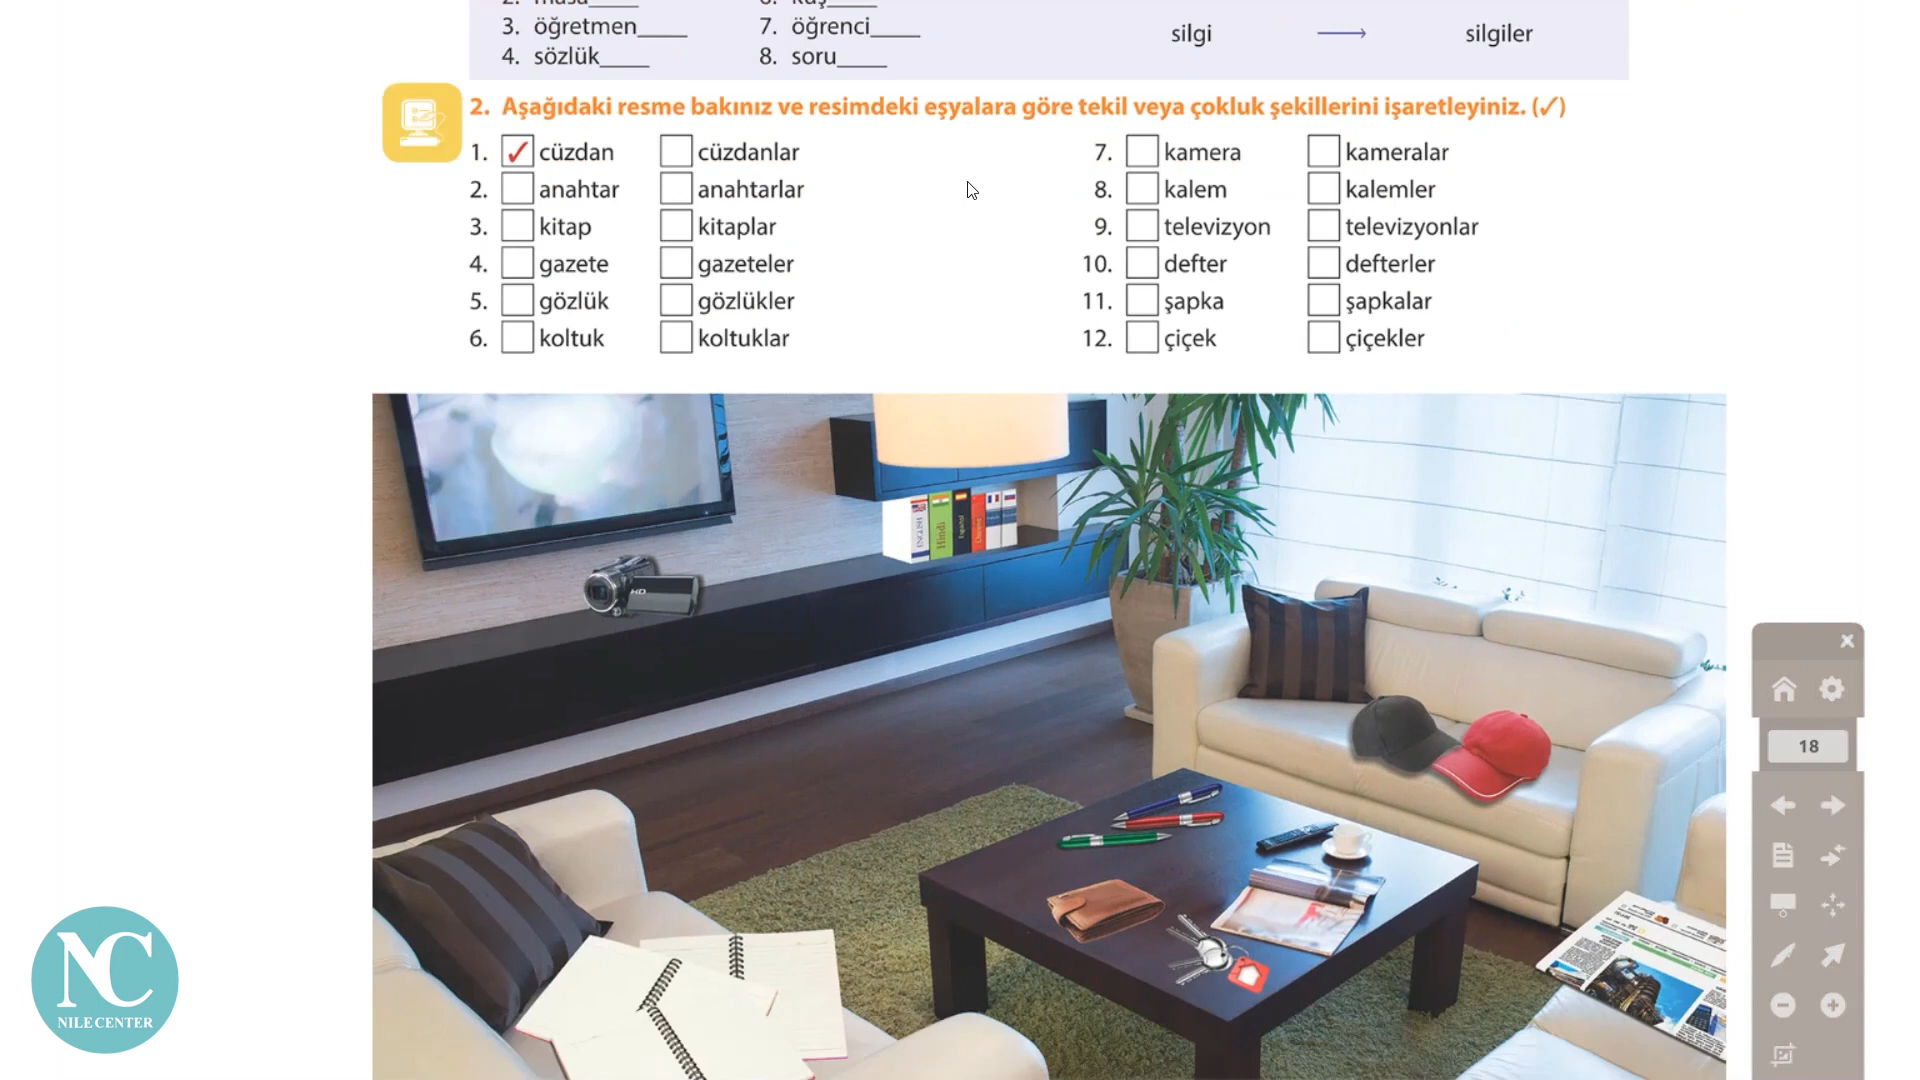 3. öğretmen____ 7. öğrenci____
silgi → silgiler
4. sözlük____ 8. soru____
2. Aşağıdaki resme bakınız ve resimdeki eşyalara göre tekil veya çokluk şekillerini işaretleyiniz. (✓)
1. ✓ cüzdan cüzdanlar
2. anahtar anahtarlar
3. kitap kitaplar
4. gazete gazeteler
5. gözlük gözlükler
6. koltuk koltuklar
7. kamera kameralar
8. kalem kalemler
9. televizyon televizyonlar
10. defter defterler
11. şapka şapkalar
12. çiçek çiçekler
HD
Hindi
Español
18
NC
NILE CENTER